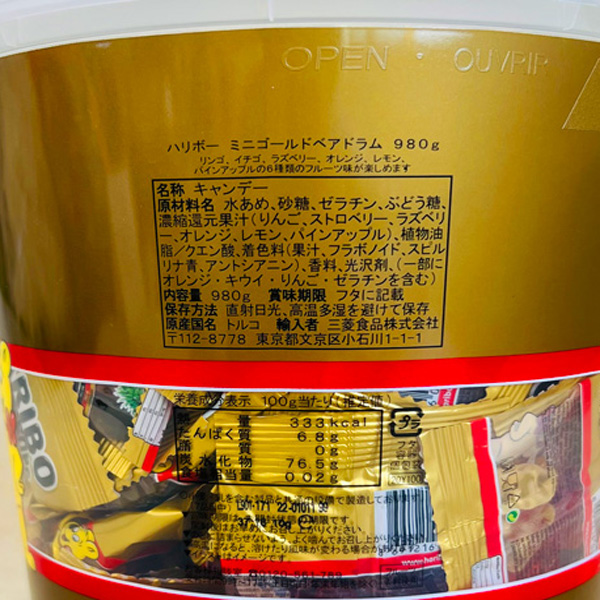 OPEN · OUVRIR
ハリボー ミニゴールドベアドラム 980g
リンゴ、イチゴ、ラズベリー、オレンジ、レモン、
パインアップルの6種類のフルーツ味が楽しめます
名称 キャンデー
原材料名 水あめ、砂糖、ゼラチン、ぶどう糖、
濃縮還元果汁(りんご、ストロベリー、ラズベリ
ー、オレンジ、レモン、パインアップル)、植物油
脂/クエン酸、着色料(果汁、フラボノイド、スピル
リナ青、アントシアニン)、香料、光沢剤、(一部に
オレンジ・キウイ・りんご・ゼラチンを含む)
内容量 980g 賞味期限 フタに記載
保存方法 直射日光、高温多湿を避けて保存
原産国名 トルコ 輸入者 三菱食品株式会社
〒112-8778 東京都文京区小石川1-1-1
栄養成分表示 100g当たり(推定値)
量 333kcal
たんぱく質 6.8g
脂質 0g
炭水化物 76.5g
食塩相当量 0.02g
プラ
RIBO